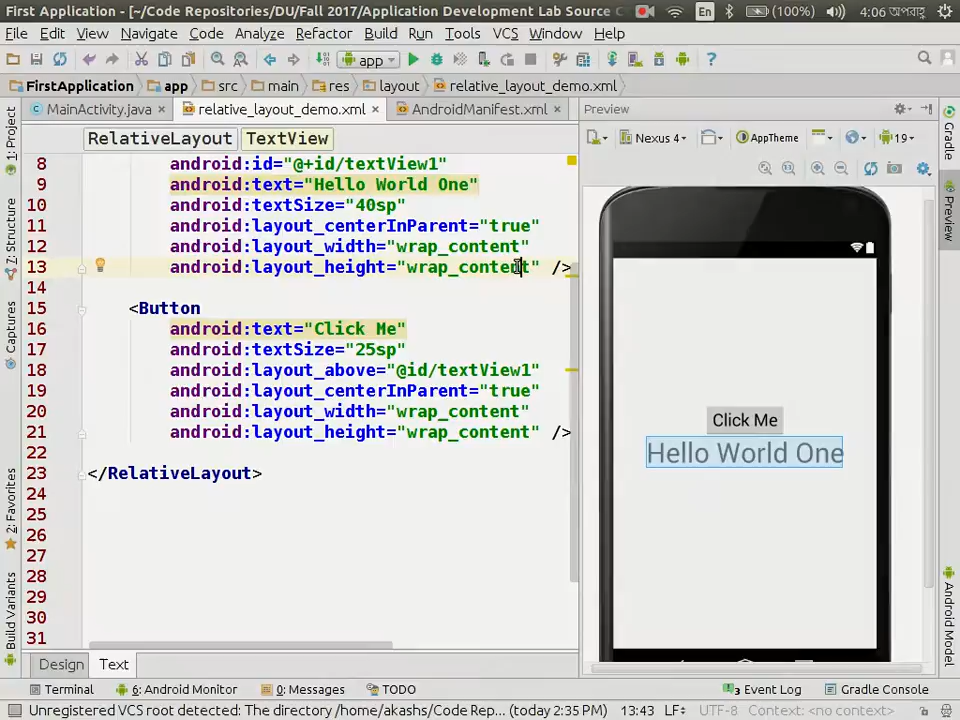 First Application - [~/Code Repositories/DU/Fall 2017/Application Development Lab Source C
En
(100%)
4:06 অপরাহ্ণ
File Edit View Navigate Code Analyze Refactor Build Run Tools VCS Window Help
app
FirstApplication app src main res layout relative_layout_demo.xml
MainActivity.java relative_layout_demo.xml AndroidManifest.xml
Preview
RelativeLayout TextView
Nexus 4
AppTheme
19
8 android:id="@+id/textView1"
9 android:text="Hello World One"
10 android:textSize="40sp"
11 android:layout_centerInParent="true"
12 android:layout_width="wrap_content"
13 android:layout_height="wrap_content" />
14
15 <Button
16 android:text="Click Me"
17 android:textSize="25sp"
18 android:layout_above="@id/textView1"
19 android:layout_centerInParent="true"
20 android:layout_width="wrap_content"
21 android:layout_height="wrap_content" />
22
23 </RelativeLayout>
24
25
26
27
28
29
30
31
Click Me
Hello World One
1: Project
Z: Structure
Captures
2: Favorites
Build Variants
Gradle
Preview
Android Model
Design Text
Terminal 6: Android Monitor 0: Messages TODO
3 Event Log Gradle Console
Unregistered VCS root detected: The directory /home/akashs/Code Rep... (today 2:35 PM) 13:43 LF UTF-8 Context: <no context>